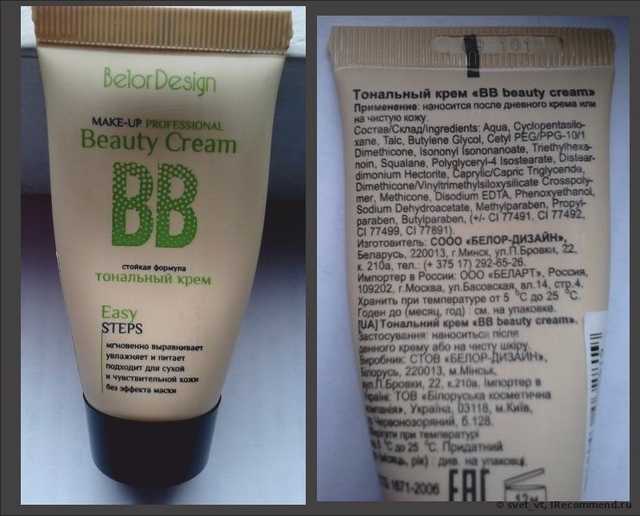 BelorDesign
MAKE-UP PROFESSIONAL
Beauty Cream
BB
стойкая формула
тональный крем
Easy
STEPS
мгновенно выравнивает
увлажняет и питает
подходит для сухой
и чувствительной кожи
без эффекта маски
Тональный крем «BB beauty cream»
Применение: наносится после дневного крема или
на чистую кожу.
Состав/Склад/Ingredients: Aqua, Cyclopentasilo-
xane, Talc, Butylene Glycol, Cetyl PEG/PPG-10/1
Dimethicone, Isononyl Isononanoate, Triethylhexa-
noin, Squalane, Polyglyceryl-4 Isostearate, Distear-
dimonium Hectorite, Caprylic/Capric Triglyceride,
Dimethicone/Vinyltrimethylsiloxysilicate Crosspoly-
mer, Methicone, Disodium EDTA, Phenoxyethanol,
Sodium Dehydroacetate, Methylparaben, Propyl-
paraben, Butylparaben, (+/- CI 77491, CI 77492,
CI 77499, CI 77891).
Изготовитель: СООО «БЕЛОР-ДИЗАЙН»,
Беларусь, 220013, г.Минск, ул.П.Бровки, 22,
к. 210а, тел.: (+ 375 17) 292-65-26.
Импортер в России: ООО «БЕЛАРТ», Россия,
109202, г.Москва, ул.Басовская, вл.14, стр.4.
Хранить при температуре от 5 °C до 25 °C.
Годен до (месяц, год) : см. на упаковке.
[UA] Тональний крем «BB beauty cream».
Застосування: наноситься після
денного крему або на чисту шкіру.
Виробник: СТОВ «БЕЛОР-ДИЗАЙН»,
Білорусь, 220013, м.Мінськ,
вул.П.Бровки, 22, к.210а. Імпортер в
Україні: ТОВ «Білоруська косметична
компанія», Україна, 03118, м.Київ,
Червонозоряний, б.128.
при температурі
5 °C до 25 °C. Придатний
рік) : див. на упаковці.
1671-2006 EAC 12м
© svet_vt, IRecommend.ru